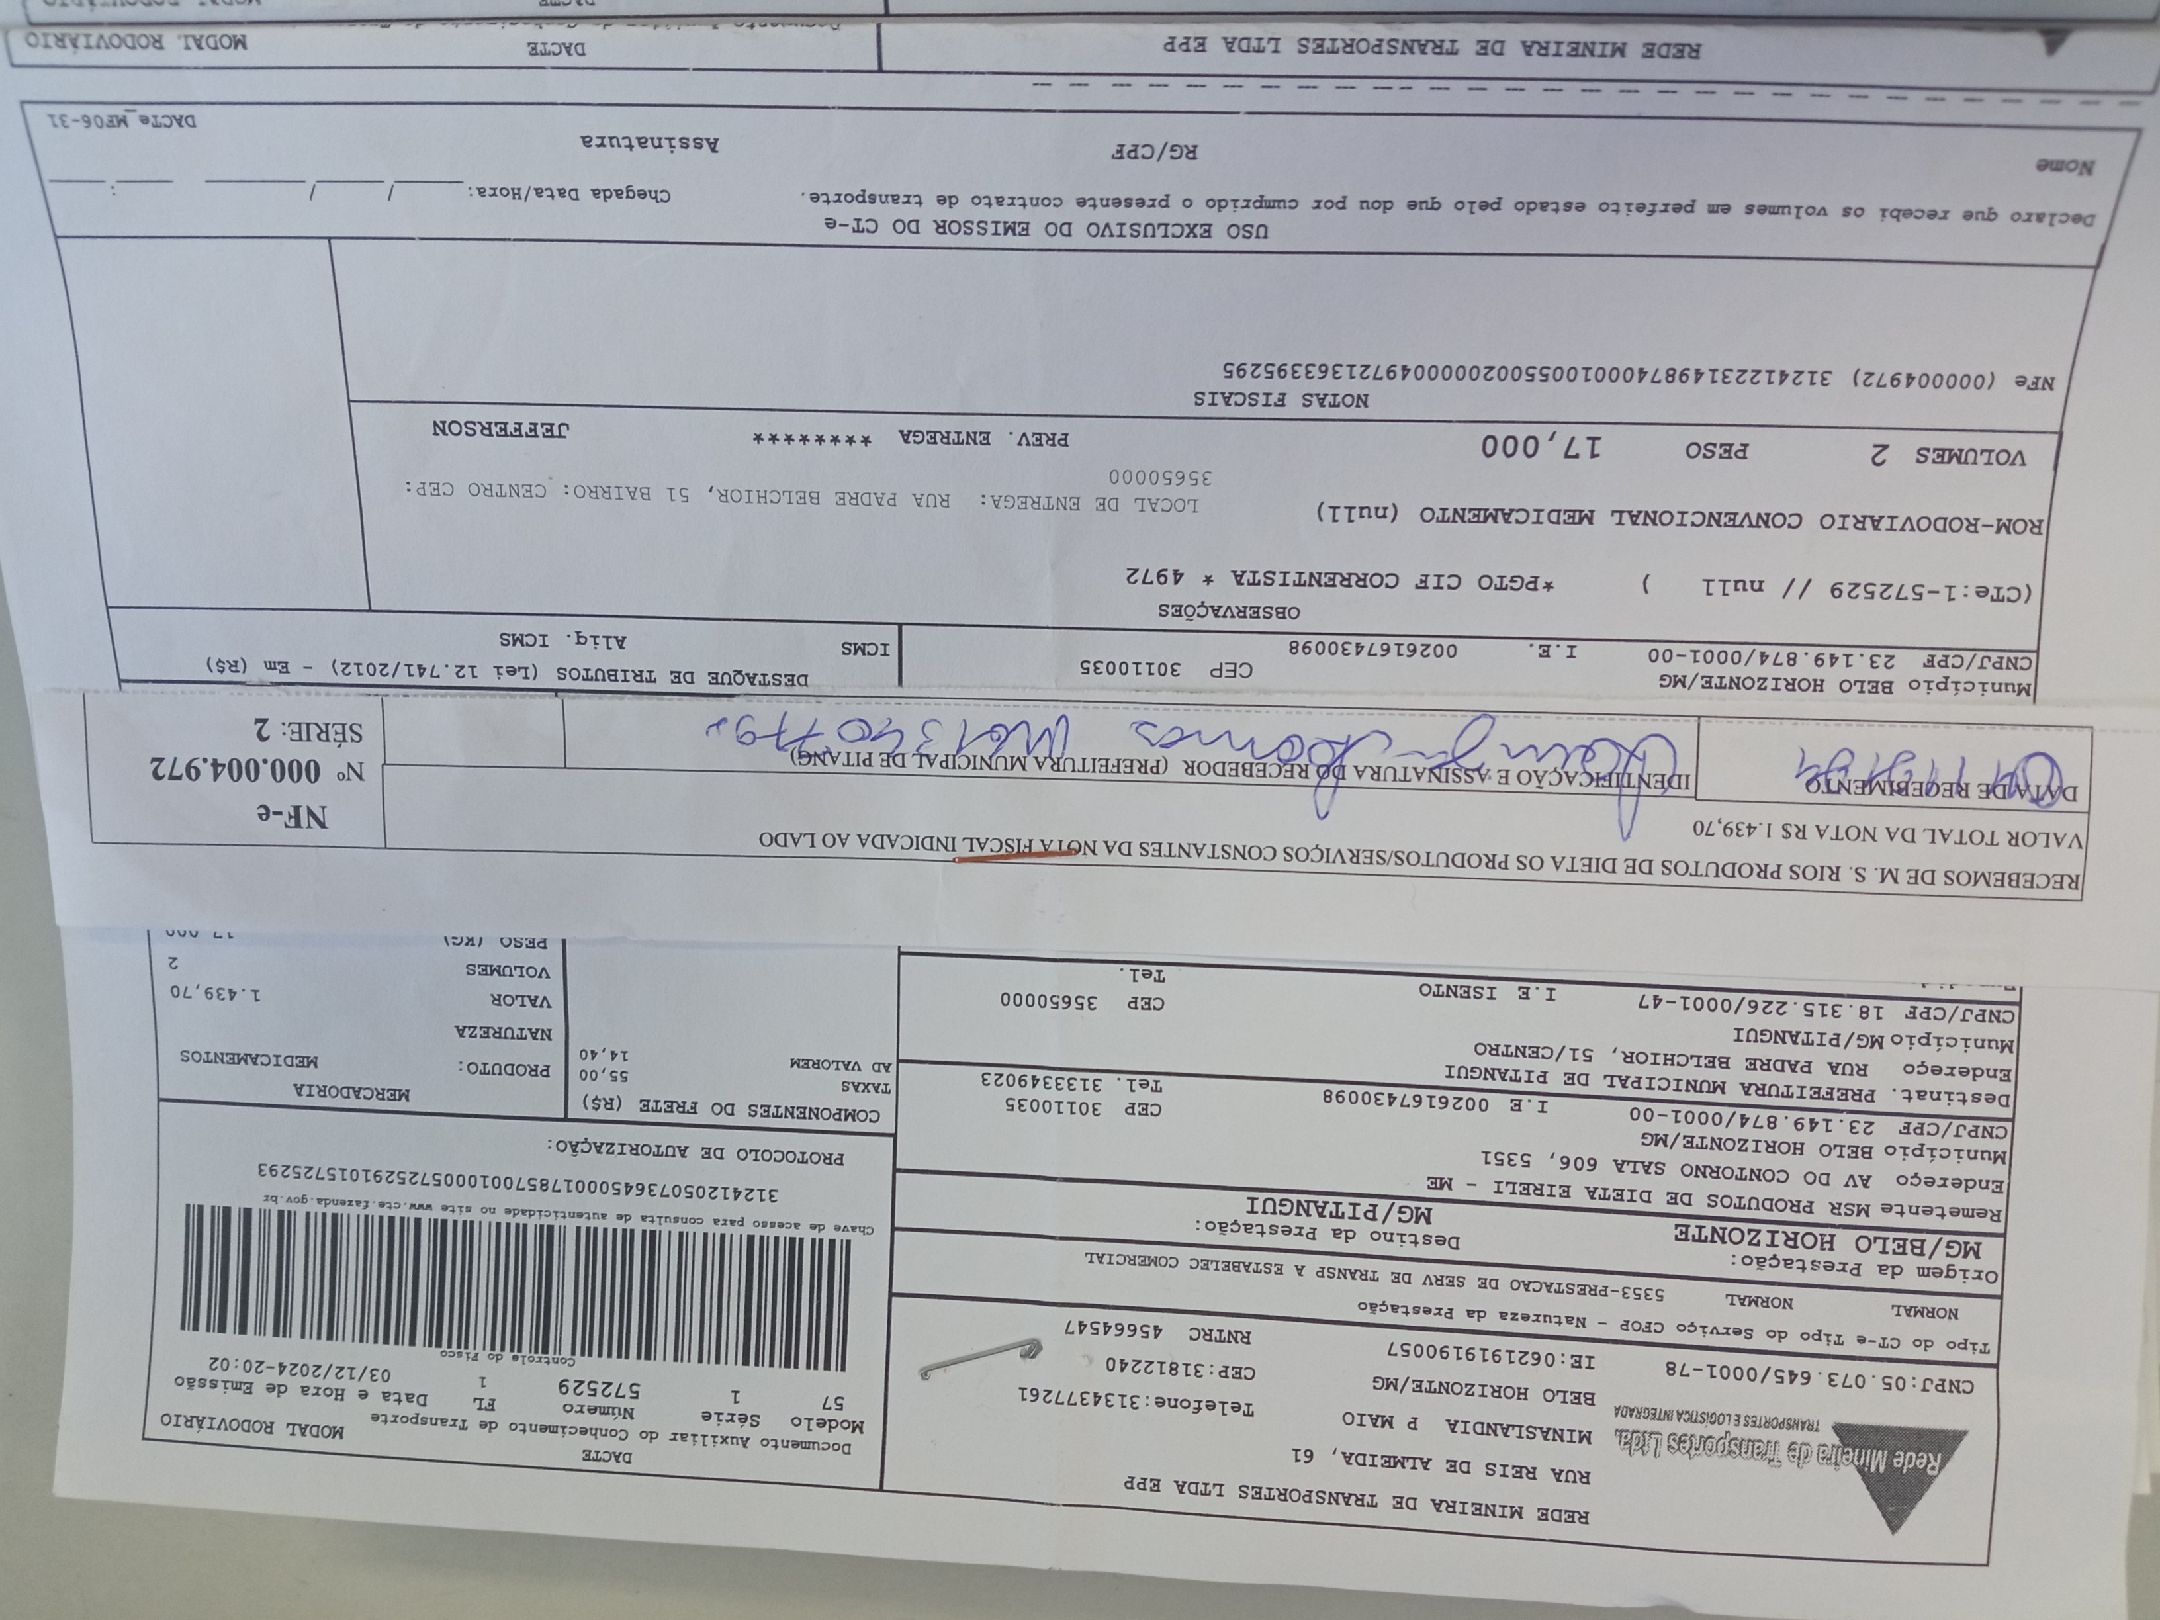 REDE MINEIRA DE TRANSPORTES LTDA EPP
RUA REIS DE ALMEIDA, 61
MINASLANDIA P MAIO Telefone:3134377261
BELO HORIZONTE/MG CEP:31812240
Rede Mineira de Transportes Ltda.
TRANSPORTES E LOGÍSTICA INTEGRADA
CNPJ:05.073.645/0001-78 IE:0621919190057 RNTRC 45664547
DACTE
Documento Auxiliar do Conhecimento de Transporte MODAL RODOVIÁRIO
Modelo Série Número FL Data e Hora de Emissão
57 1 572529 1 03/12/2024-20:02
Controle do Fisco
Chave de acesso para consulta de autenticidade no site www.cte.fazenda.gov.br
31241205073645000178570010005725291015725293
PROTOCOLO DE AUTORIZAÇÃO:
Tipo do CT-e Tipo do Serviço CFOP - Natureza da Prestação
NORMAL NORMAL 5353-PRESTACAO DE SERV DE TRANSP A ESTABELEC COMERCIAL
Origem da Prestação: Destino da Prestação:
MG/BELO HORIZONTE MG/PITANGUI
Remetente MSR PRODUTOS DE DIETA EIRELI - ME
Endereço AV DO CONTORNO SALA 606, 5351
Município BELO HORIZONTE/MG CEP 30110035
CNPJ/CPF 23.149.874/0001-00 I.E 0026167430098 Tel. 3133349023
Destinat. PREFEITURA MUNICIPAL DE PITANGUI
Endereço RUA PADRE BELCHIOR, 51/CENTRO
Município MG/PITANGUI CEP 35650000
CNPJ/CPF 18.315.226/0001-47 I.E ISENTO Tel.
COMPONENTES DO FRETE (R$)
TAXAS 55,00
AD VALOREM 14,40
MERCADORIA
PRODUTO: MEDICAMENTOS
NATUREZA
VALOR 1.439,70
VOLUMES 2
PESO (KG) 17,000
RECEBEMOS DE M. S. RIOS PRODUTOS DE DIETA OS PRODUTOS/SERVIÇOS CONSTANTES DA NOTA FISCAL INDICADA AO LADO
VALOR TOTAL DA NOTA R$ 1.439,70
DATA DE RECEBIMENTO
IDENTIFICAÇÃO E ASSINATURA DO RECEBEDOR (PREFEITURA MUNICIPAL DE PITANG)
NF-e
Nº 000.004.972
SÉRIE: 2
Município BELO HORIZONTE/MG CEP 30110035
CNPJ/CPF 23.149.874/0001-00 I.E. 0026167430098
DESTAQUE DE TRIBUTOS (Lei 12.741/2012) - Em (R$)
ICMS Aliq. ICMS
OBSERVAÇÕES
(CTe:1-572529 // null ) *PGTO CIF CORRENTISTA * 4972
ROM-RODOVIARIO CONVENCIONAL MEDICAMENTO (null)
LOCAL DE ENTREGA: RUA PADRE BELCHIOR, 51 BAIRRO: CENTRO CEP:
35650000
VOLUMES 2 PESO 17,000 PREV. ENTREGA ******** JEFFERSON
NOTAS FISCAIS
NFe (000004972) 31241223149874000100550020000049721363395295
USO EXCLUSIVO DO EMISSOR DO CT-e
Declaro que recebi os volumes em perfeito estado pelo que dou por cumprido o presente contrato de transporte.
Chegada Data/Hora: / / :
Nome RG/CPF Assinatura
DACTe_MF06-31
REDE MINEIRA DE TRANSPORTES LTDA EPP
DACTE
MODAL RODOVIÁRIO